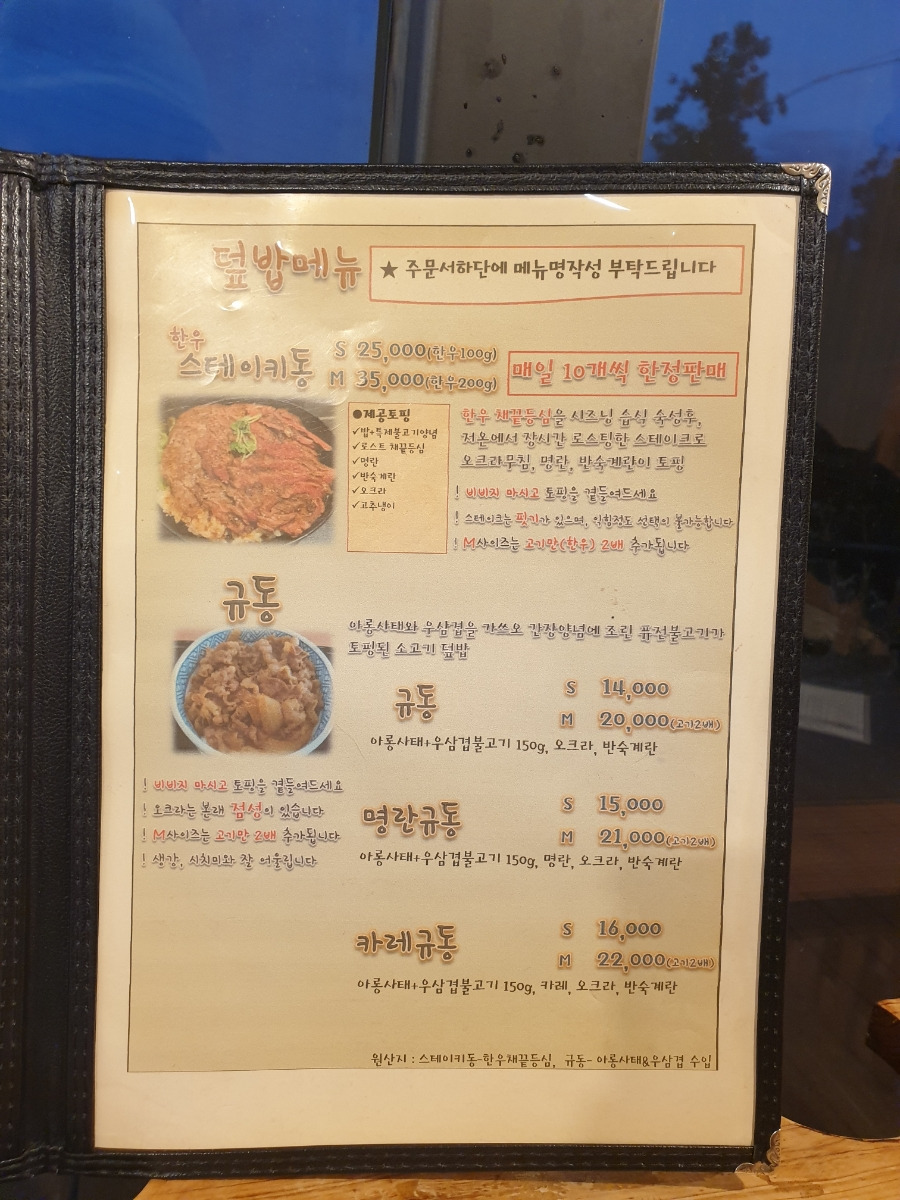 덮밥메뉴
★ 주문서하단에 메뉴명작성 부탁드립니다
한우
스테이키동
S 25,000(한우100g)
M 35,000(한우200g)
매일 10개씩 한정판매
●제공토핑
✓밥+특제불고기양념
✓로스트 채끝등심
✓명란
✓반숙계란
✓오크라
✓고추냉이
한우 채끝등심을 시즈닝 습식 숙성후,
저온에서 장시간 로스팅한 스테이크로
오크라무침, 명란, 반숙계란이 토핑
! 비비지 마시고 토핑을 곁들여드세요
! 스테이크는 핏기가 있으며, 익힘정도 선택이 불가능합니다
! M사이즈는 고기만(한우) 2배 추가됩니다
규동
아롱사태와 우삼겹을 카쓰오 간장양념에 조린 퓨전불고기가
토핑된 소고기 덮밥
규동
S 14,000
M 20,000(고기2배)
아롱사태+우삼겹불고기 150g, 오크라, 반숙계란
! 비비지 마시고 토핑을 곁들여드세요
! 오크라는 본래 점성이 있습니다
! M사이즈는 고기만 2배 추가됩니다
! 생강, 시치미와 잘 어울립니다
명란규동
S 15,000
M 21,000(고기2배)
아롱사태+우삼겹불고기 150g, 명란, 오크라, 반숙계란
카레규동
S 16,000
M 22,000(고기2배)
아롱사태+우삼겹불고기 150g, 카레, 오크라, 반숙계란
원산지 : 스테이키동-한우채끝등심, 규동- 아롱사태&우삼겹 수입